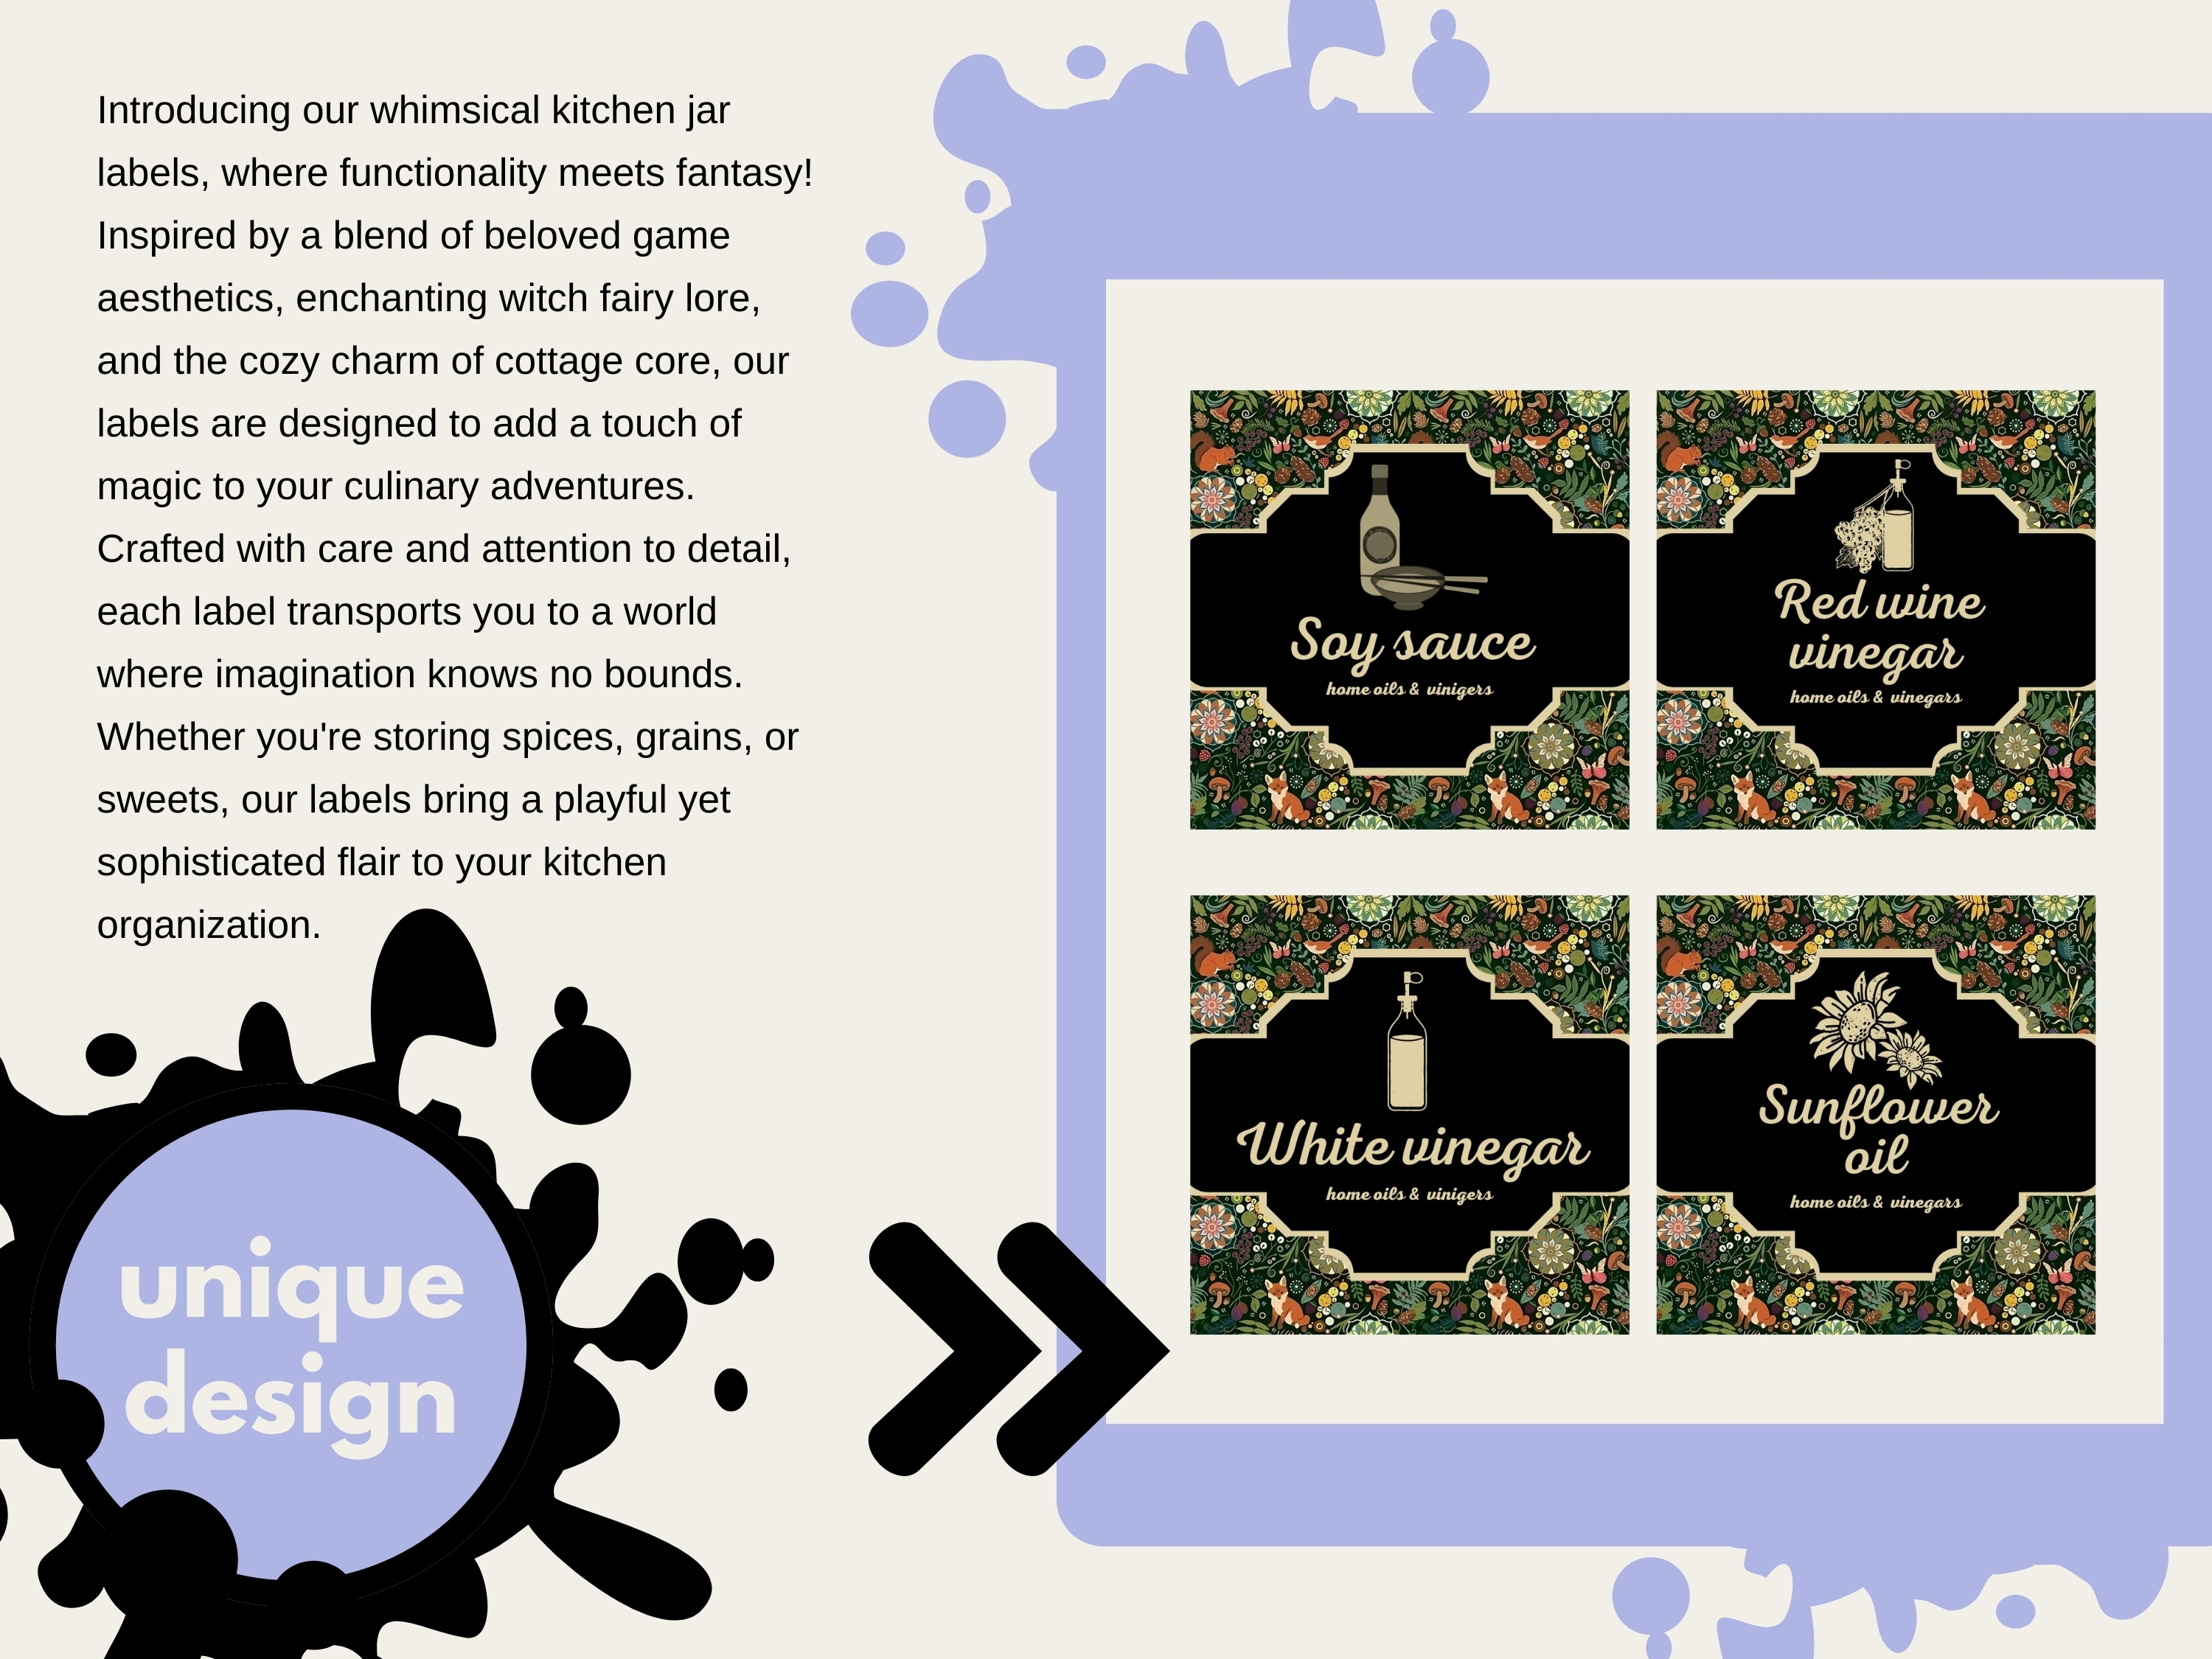 Introducing our whimsical kitchen jar
labels, where functionality meets fantasy!
Inspired by a blend of beloved game
aesthetics, enchanting witch fairy lore,
and the cozy charm of cottage core, our
labels are designed to add a touch of
magic to your culinary adventures.
Crafted with care and attention to detail,
each label transports you to a world
where imagination knows no bounds.
Whether you're storing spices, grains, or
sweets, our labels bring a playful yet
sophisticated flair to your kitchen
organization.
unique
design
Soy sauce
home oils & vinigers
Red wine
vinegar
home oils & vinegars
White vinegar
home oils & vinigers
Sunflower
oil
home oils & vinegars